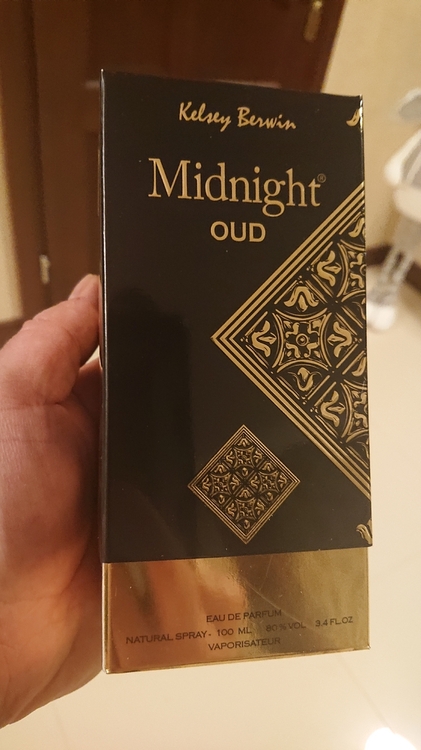 Kelsey Berwin
Midnight®
OUD
EAU DE PARFUM
NATURAL SPRAY - 100 ML 80% VOL 3.4 FL.OZ
VAPORISATEUR